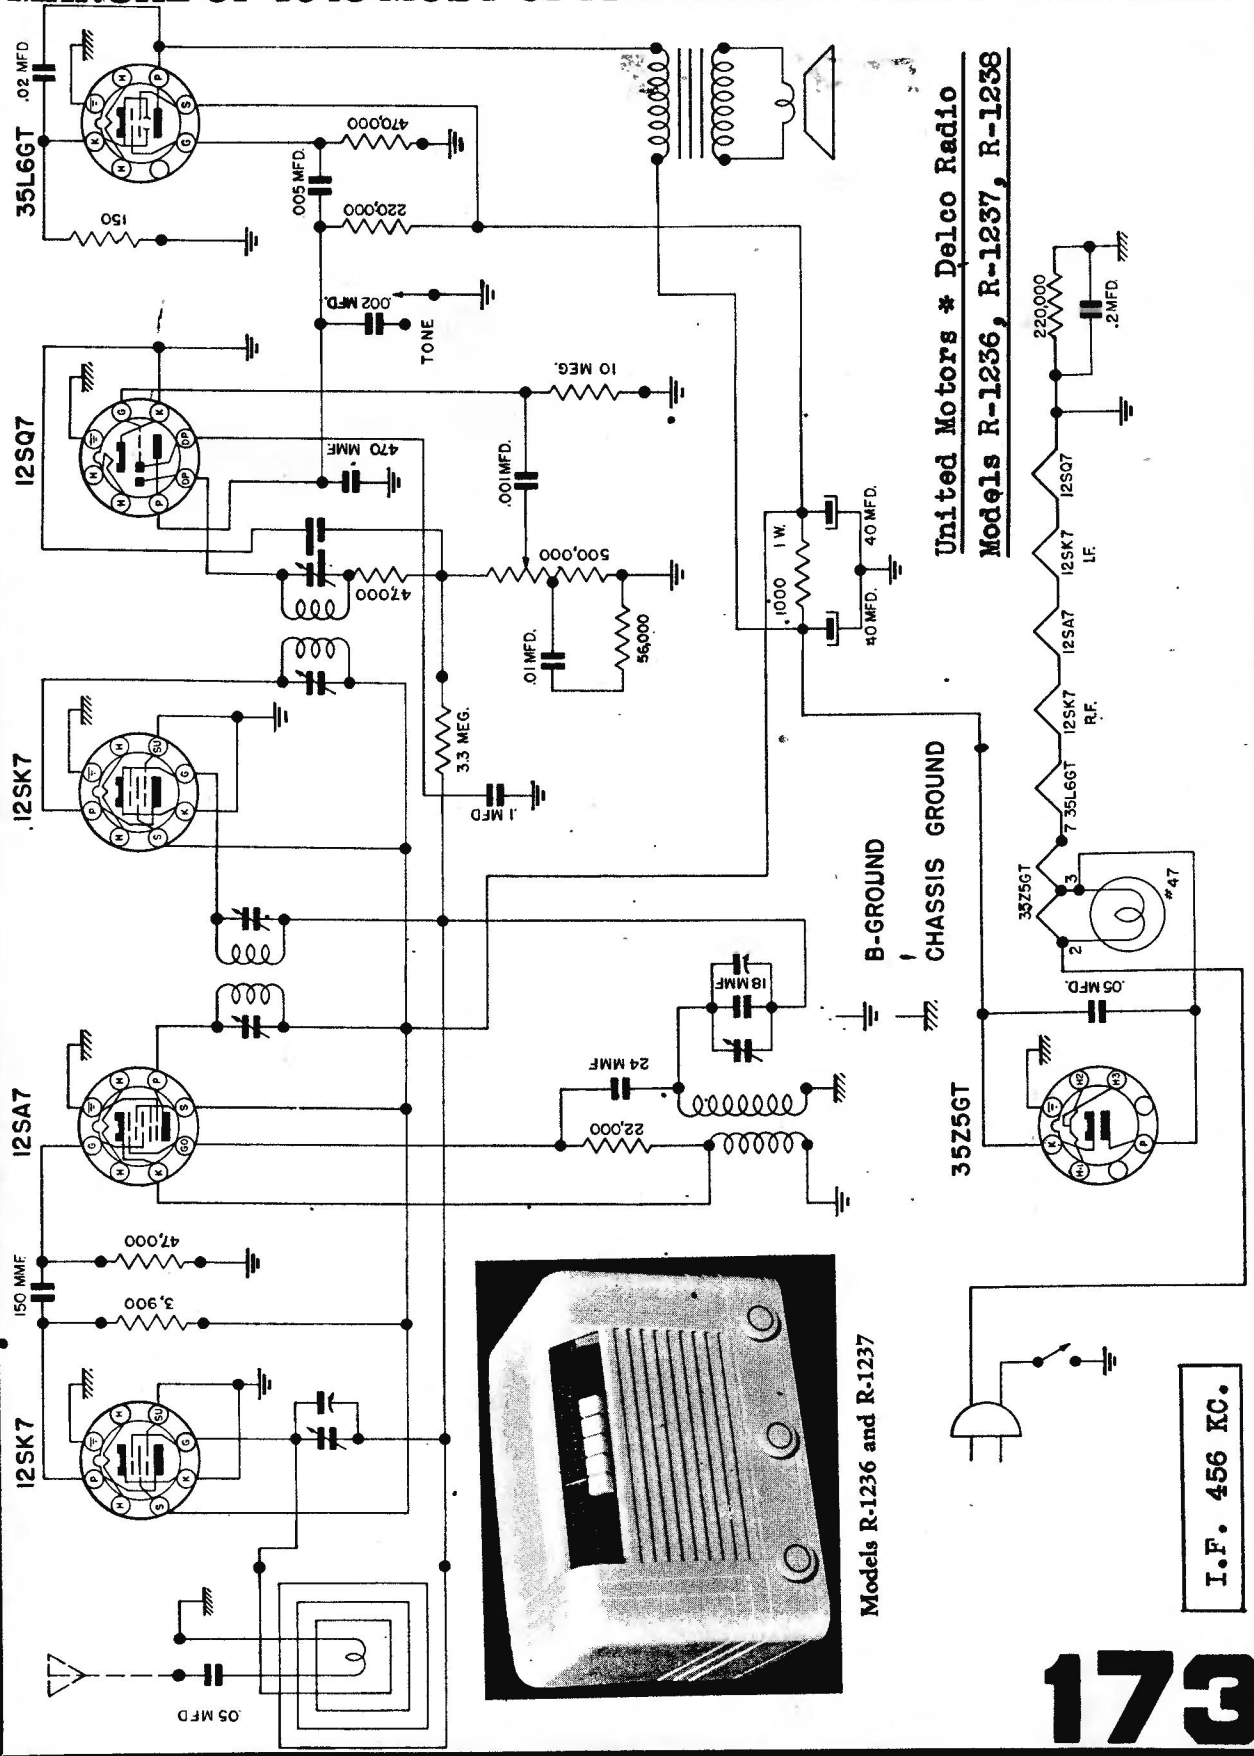 United Motors * Delco Radio
Models R-1236, R-1237, R-1238
35L6GT
.02 MFD
150
470,000
.005 MFD.
220,000
.002 MFD.
TONE
12SQ7
470 MMF.
10 MEG.
.001 MFD.
47,000
500,000
.01 MFD.
56,000
12SK7
3.3 MEG.
.1 MFD
1000
1 W.
40 MFD.
40 MFD.
12SA7
150 MMF.
47,000
3,900
24 MMF
22,000
18 MMF
B-GROUND
CHASSIS GROUND
12SK7
.05 MFD
35Z5GT
.05 MFD.
35Z5GT
2
3
7
#47
35L6GT
12SK7
R.F.
12SA7
12SK7
I.F.
12SQ7
220,000
.2 MFD.
Models R-1236 and R-1237
I.F. 456 KC.
173